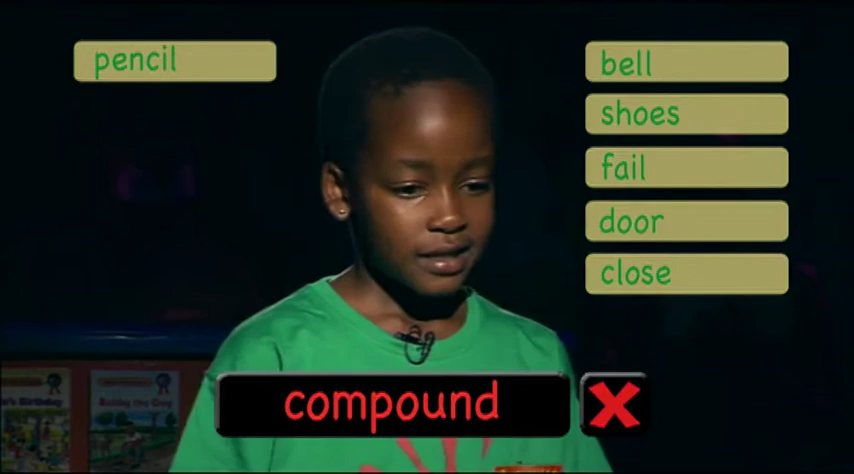 pencil
bell
shoes
fail
door
close
compound